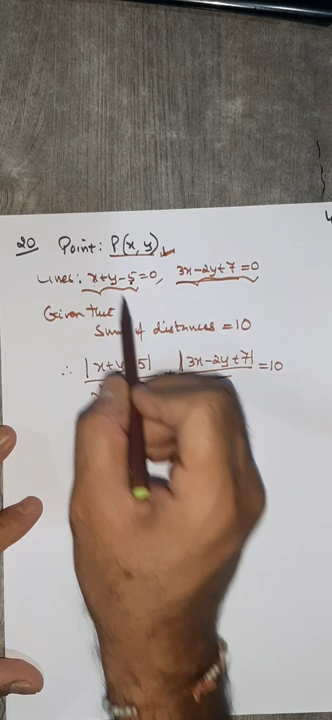 20 Point: P(x, y)
Lines: x+y-5=0, 3x-2y+7=0
Given that
Sum of distances = 10
∴ |x+y-5| |3x-2y+7| =10